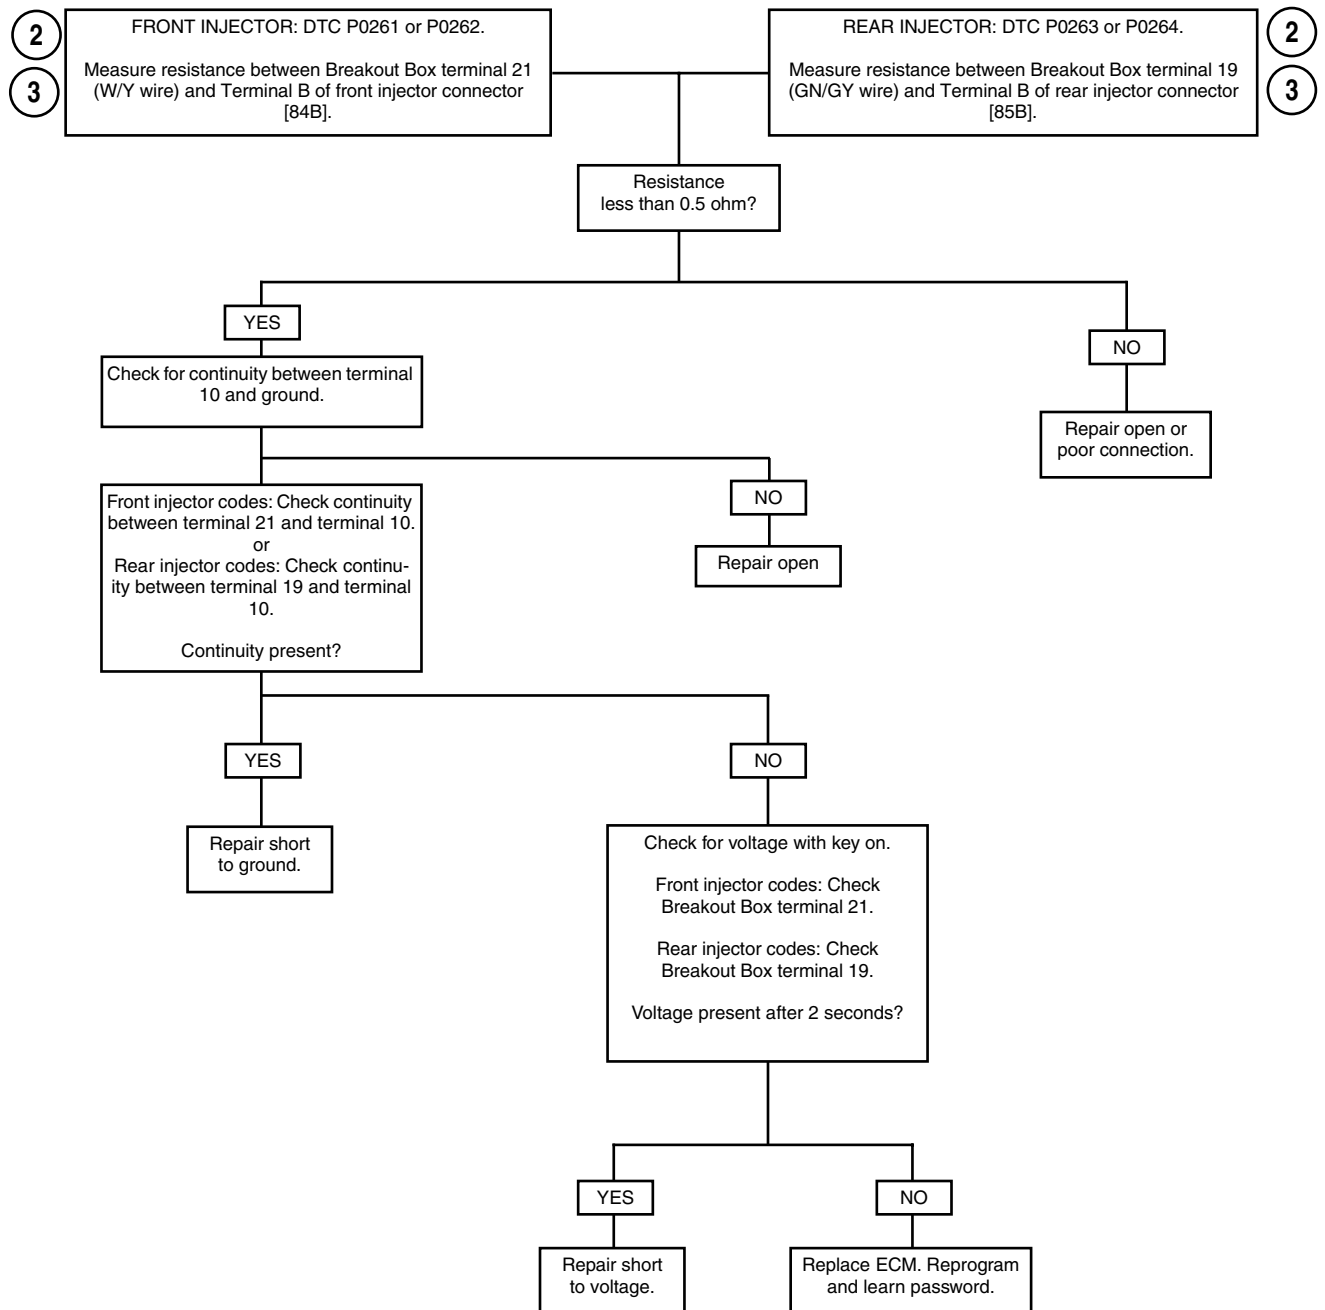 2
3
FRONT INJECTOR: DTC P0261 or P0262.
Measure resistance between Breakout Box terminal 21
(W/Y wire) and Terminal B of front injector connector
[84B].
REAR INJECTOR: DTC P0263 or P0264.
Measure resistance between Breakout Box terminal 19
(GN/GY wire) and Terminal B of rear injector connector
[85B].
2
3
Resistance
less than 0.5 ohm?
YES
NO
Check for continuity between terminal
10 and ground.
Repair open or
poor connection.
Front injector codes: Check continuity
between terminal 21 and terminal 10.
or
Rear injector codes: Check continu-
ity between terminal 19 and terminal
10.
Continuity present?
NO
Repair open
YES
NO
Repair short
to ground.
Check for voltage with key on.
Front injector codes: Check
Breakout Box terminal 21.
Rear injector codes: Check
Breakout Box terminal 19.
Voltage present after 2 seconds?
YES
NO
Repair short
to voltage.
Replace ECM. Reprogram
and learn password.